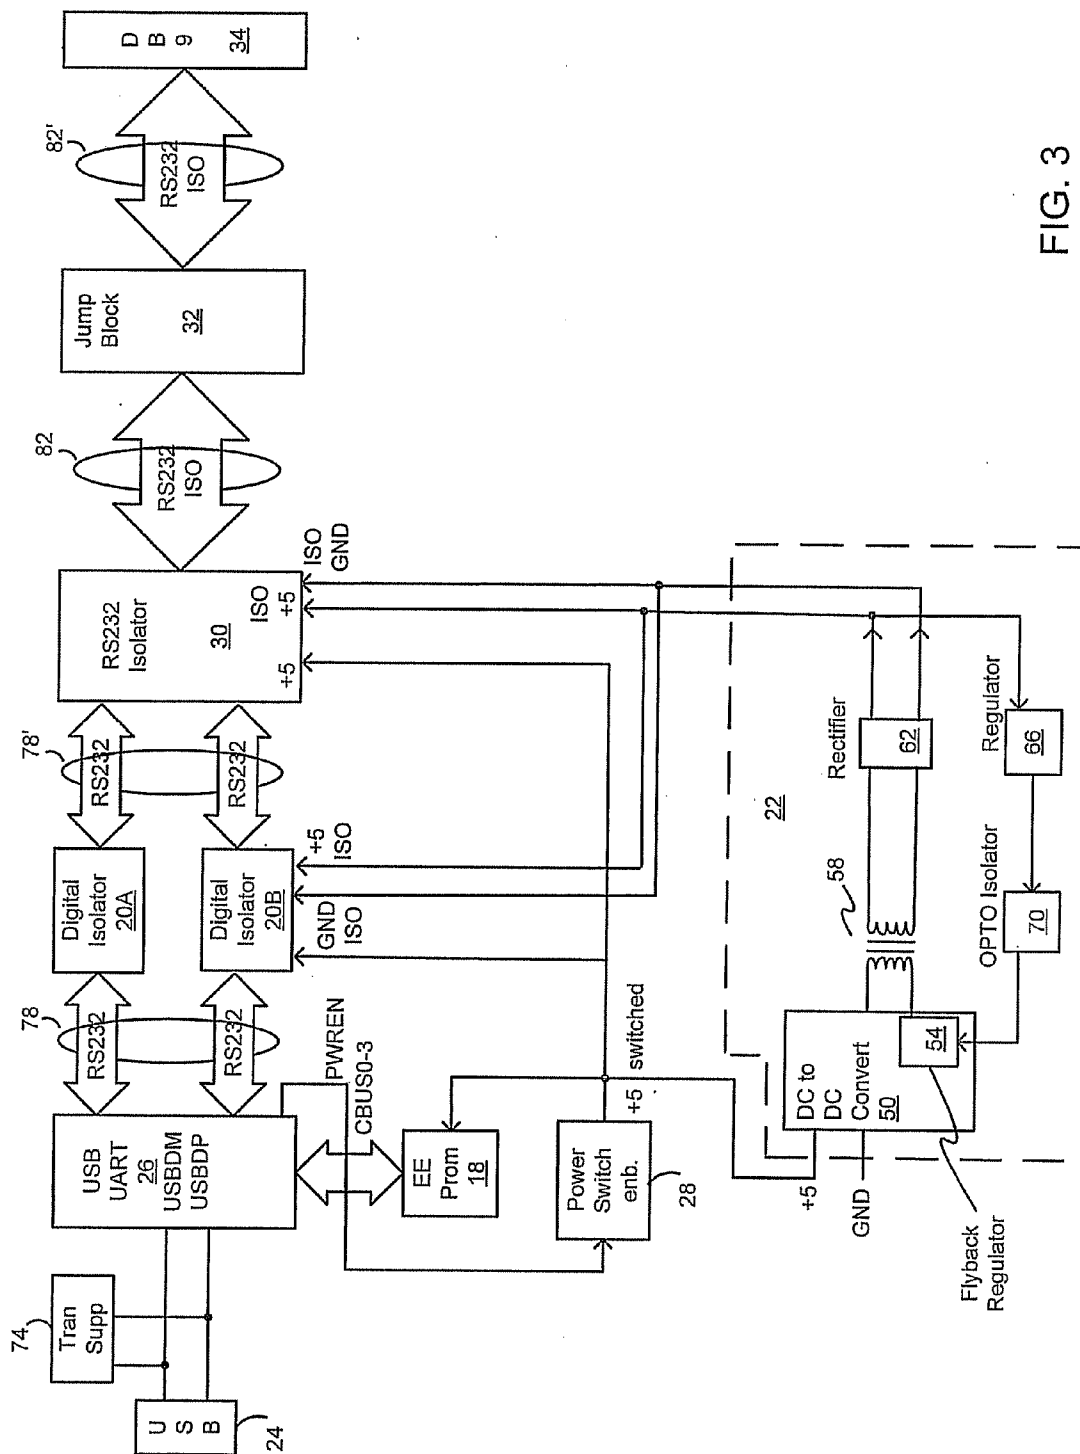 U
S
B
24
74
Tran
Supp
USB
UART
26
USBDM
USBDP
78
RS232
RS232
PWREN
CBUS0-3
EE
Prom
18
Power
Switch
enb.
28
+5 switched
Digital
Isolator
20A
Digital
Isolator
20B
GND
ISO
+5
ISO
78'
RS232
RS232
RS232
Isolator
30
+5
ISO
+5
ISO
GND
82
RS232
ISO
Jump
Block
32
82'
RS232
ISO
D
B
9
34
22
+5
GND
DC to
DC
Convert
50
54
Flyback
Regulator
58
Rectifier
62
Regulator
66
OPTO Isolator
70
FIG. 3